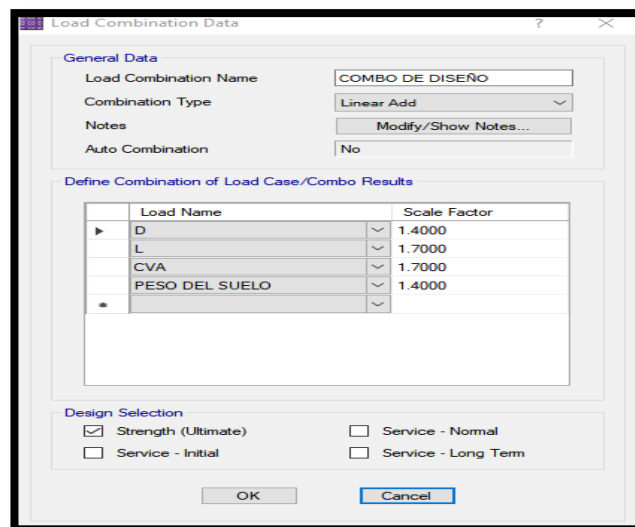 Load Combination Data ?
General Data
Load Combination Name COMBO DE DISEÑO
Combination Type Linear Add
Notes Modify/Show Notes...
Auto Combination No
Define Combination of Load Case/Combo Results
Load Name Scale Factor
D 1.4000
L 1.7000
CVA 1.7000
PESO DEL SUELO 1.4000
Design Selection
Strength (Ultimate) Service - Normal
Service - Initial Service - Long Term
OK Cancel